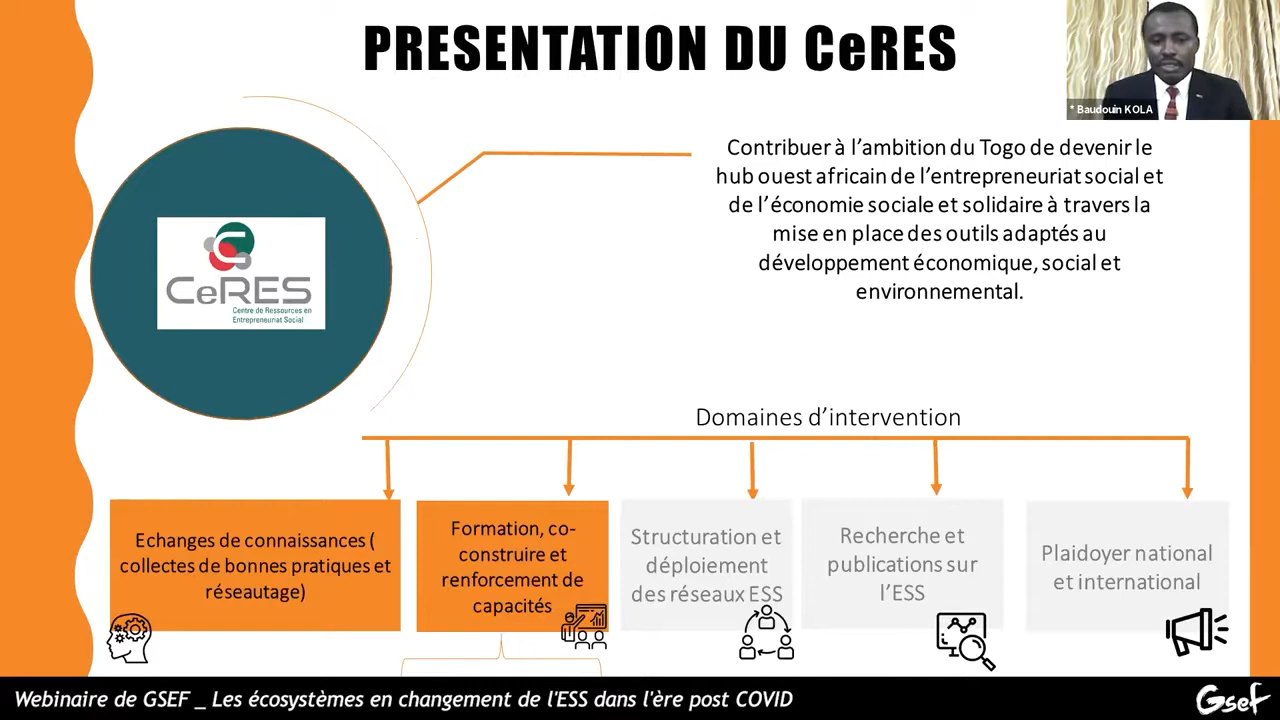 PRESENTATION DU CeRES
* Baudouin KOLA
Contribuer à l’ambition du Togo de devenir le
hub ouest africain de l’entrepreneuriat social et
de l’économie sociale et solidaire à travers la
mise en place des outils adaptés au
développement économique, social et
environnemental.
CeRES
Centre de Ressources en
Entrepreneuriat Social
Domaines d’intervention
Echanges de connaissances (
collectes de bonnes pratiques et
réseautage)
Formation, co-
construire et
renforcement de
capacités
Structuration et
déploiement
des réseaux ESS
Recherche et
publications sur
l’ESS
Plaidoyer national
et international
Webinaire de GSEF _ Les écosystèmes en changement de l'ESS dans l'ère post COVID
Gsef